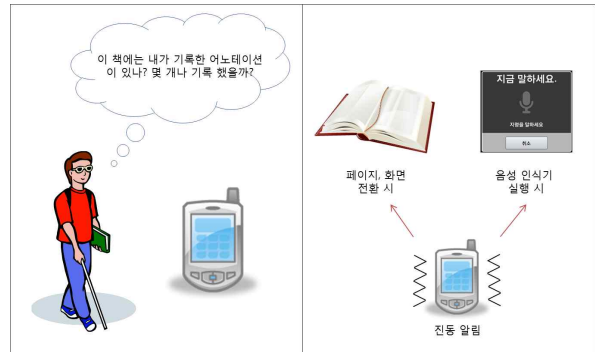 이 책에는 내가 기록한 어노테이션
이 있나? 몇 개나 기록 했을까?
지금 말하세요.
지령을 말하세요
취소
페이지, 화면
전환 시
음성 인식기
실행 시
진동 알림